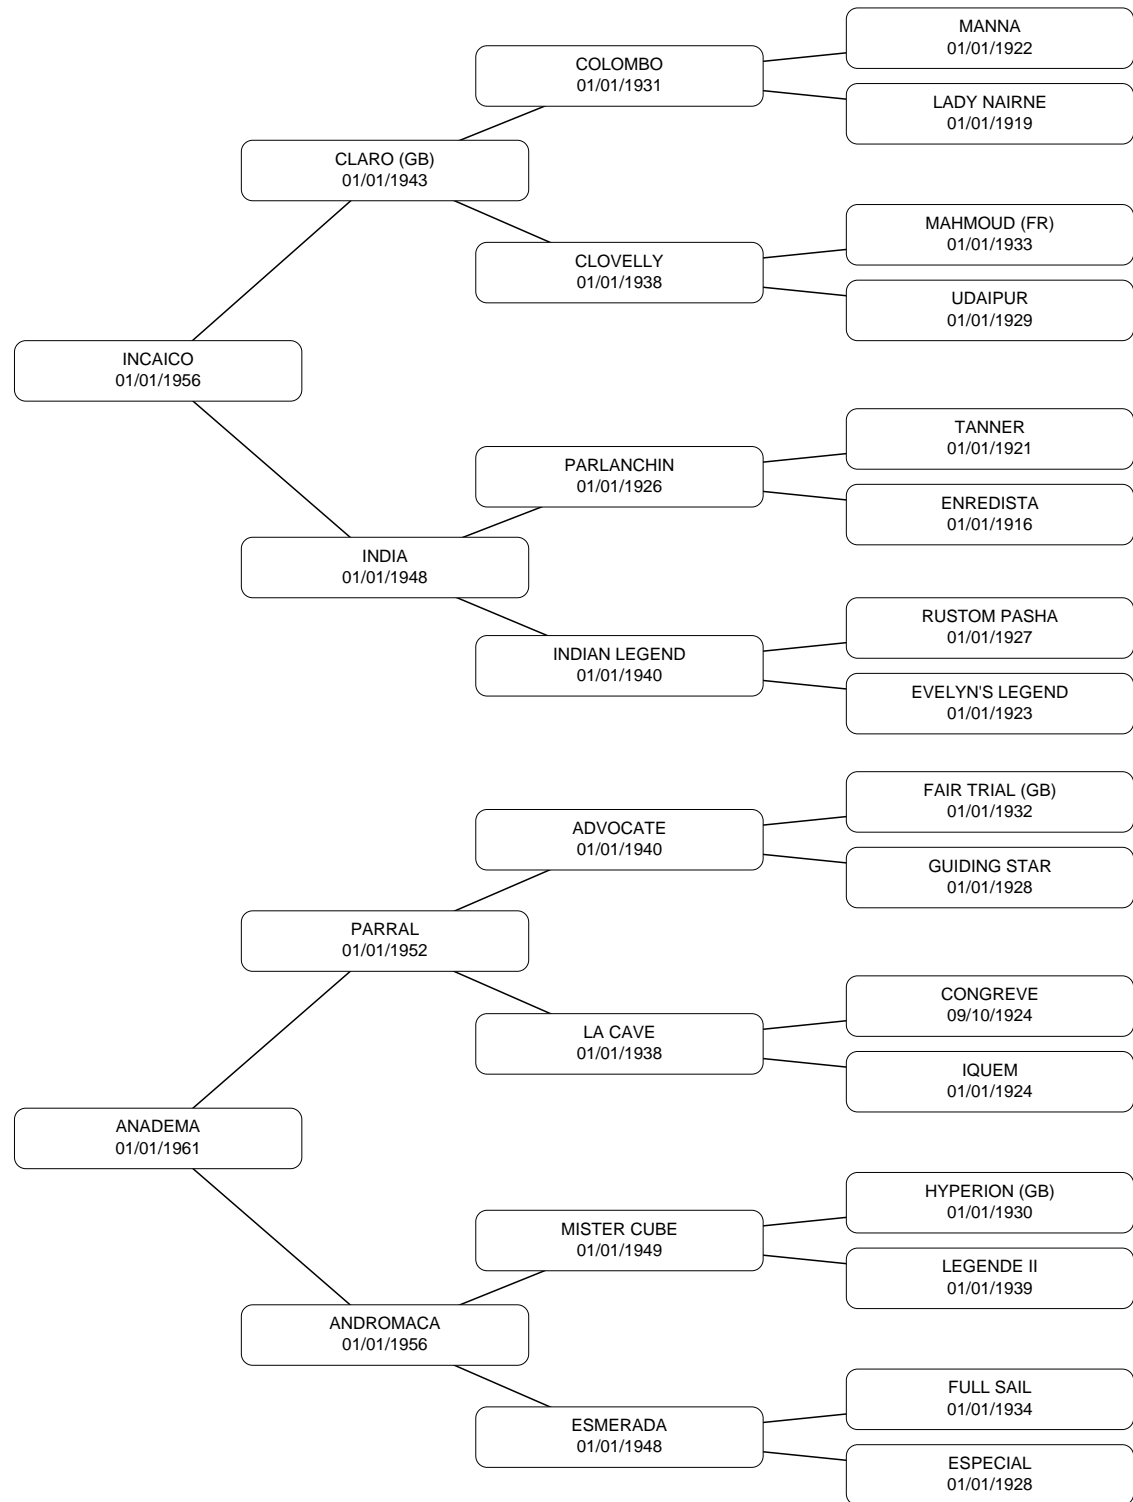 MANNA
01/01/1922
COLOMBO
01/01/1931
LADY NAIRNE
01/01/1919
CLARO (GB)
01/01/1943
MAHMOUD (FR)
01/01/1933
CLOVELLY
01/01/1938
UDAIPUR
01/01/1929
INCAICO
01/01/1956
TANNER
01/01/1921
PARLANCHIN
01/01/1926
ENREDISTA
01/01/1916
INDIA
01/01/1948
RUSTOM PASHA
01/01/1927
INDIAN LEGEND
01/01/1940
EVELYN'S LEGEND
01/01/1923
FAIR TRIAL (GB)
01/01/1932
ADVOCATE
01/01/1940
GUIDING STAR
01/01/1928
PARRAL
01/01/1952
CONGREVE
09/10/1924
LA CAVE
01/01/1938
IQUEM
01/01/1924
ANADEMA
01/01/1961
HYPERION (GB)
01/01/1930
MISTER CUBE
01/01/1949
LEGENDE II
01/01/1939
ANDROMACA
01/01/1956
FULL SAIL
01/01/1934
ESMERADA
01/01/1948
ESPECIAL
01/01/1928